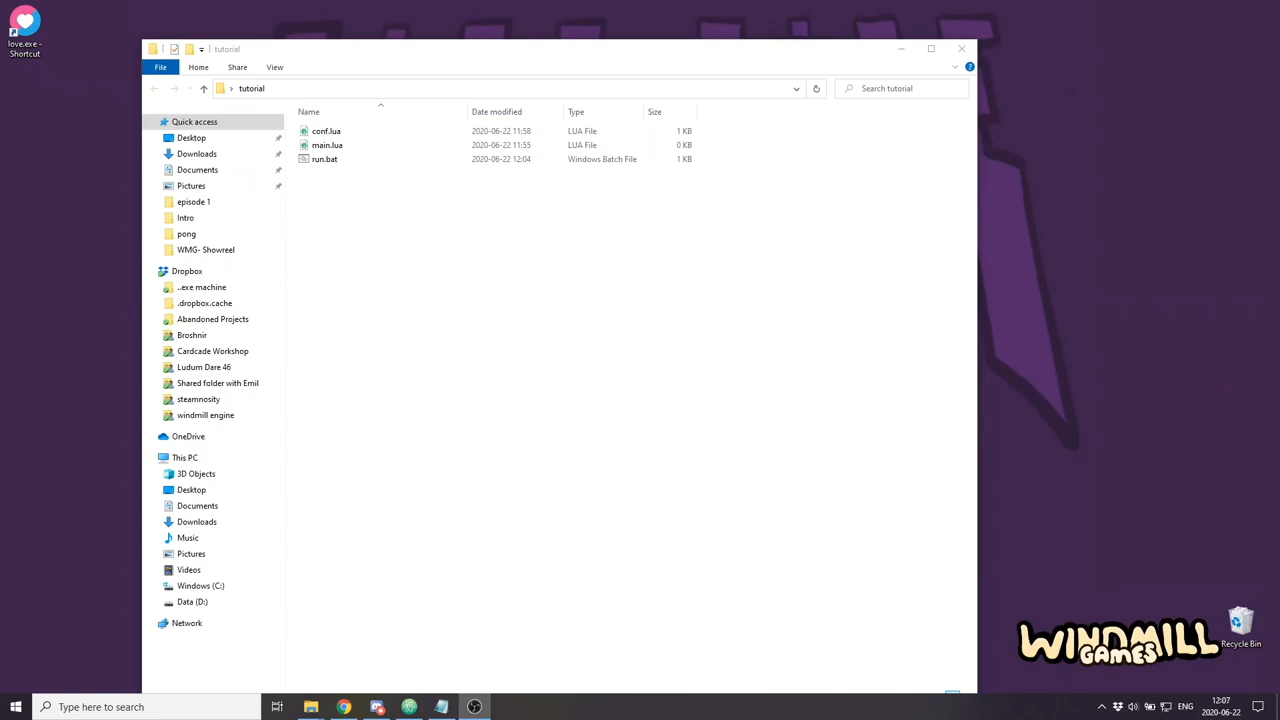 love.exe -
Shortcut
tutorial
File Home Share View
tutorial
Search tutorial
Name Date modified Type Size
conf.lua 2020-06-22 11:58 LUA File 1 KB
main.lua 2020-06-22 11:55 LUA File 0 KB
run.bat 2020-06-22 12:04 Windows Batch File 1 KB
Quick access
Desktop
Downloads
Documents
Pictures
episode 1
Intro
pong
WMG- Showreel
Dropbox
..exe machine
.dropbox.cache
Abandoned Projects
Broshnir
Cardcade Workshop
Ludum Dare 46
Shared folder with Emil
steamnosity
windmill engine
OneDrive
This PC
3D Objects
Desktop
Documents
Downloads
Music
Pictures
Videos
Windows (C:)
Data (D:)
Network
WINDMILL
GAMES
Recycle Bin
Type here to search
12:07
2020-06-22